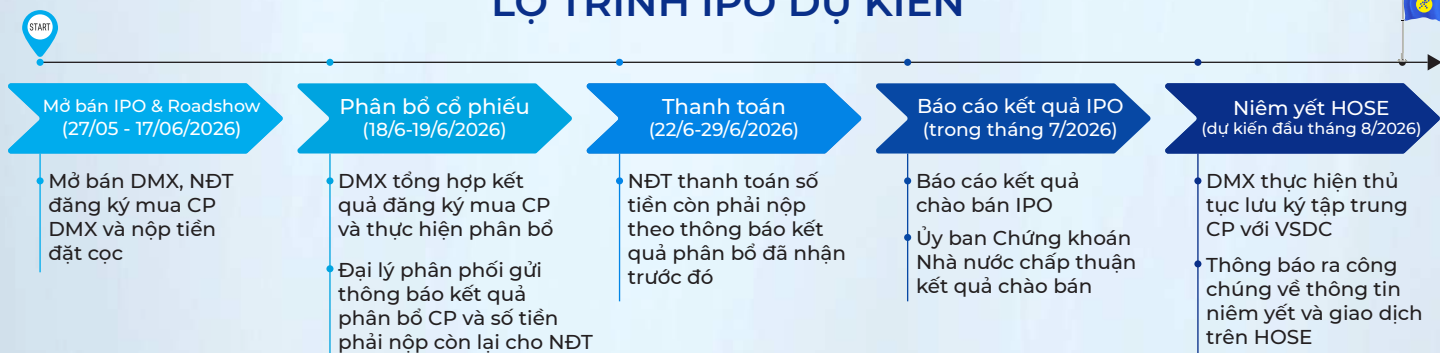 LỘ TRÌNH IPO DỰ KIẾN
START
Mở bán IPO & Roadshow
(27/05 - 17/06/2026)
Mở bán DMX, NĐT
đăng ký mua CP
DMX và nộp tiền
đặt cọc
Phân bổ cổ phiếu
(18/6-19/6/2026)
DMX tổng hợp kết
quả đăng ký mua CP
và thực hiện phân bổ
Đại lý phân phối gửi
thông báo kết quả
phân bổ CP và số tiền
phải nộp còn lại cho NĐT
Thanh toán
(22/6-29/6/2026)
NĐT thanh toán số
tiền còn phải nộp
theo thông báo kết
quả phân bổ đã nhận
trước đó
Báo cáo kết quả IPO
(trong tháng 7/2026)
Báo cáo kết quả
chào bán IPO
Ủy ban Chứng khoán
Nhà nước chấp thuận
kết quả chào bán
Niêm yết HOSE
(dự kiến đầu tháng 8/2026)
DMX thực hiện thủ
tục lưu ký tập trung
CP với VSDC
Thông báo ra công
chúng về thông tin
niêm yết và giao dịch
trên HOSE